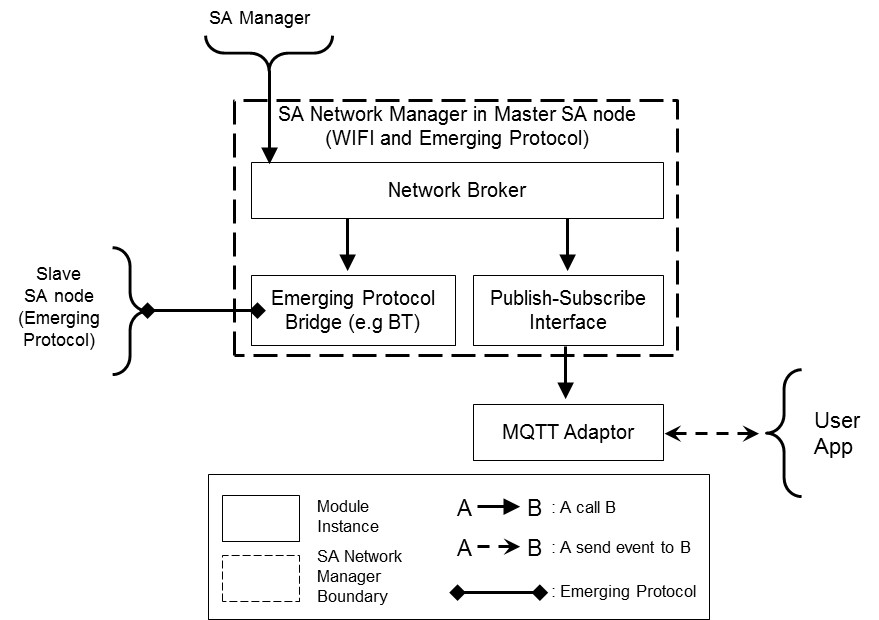 SA Manager
SA Network Manager in Master SA node
(WIFI and Emerging Protocol)
Network Broker
Slave
SA node
(Emerging
Protocol)
Emerging Protocol
Bridge (e.g BT)
Publish-Subscribe
Interface
MQTT Adaptor
User
App
Module
Instance
A B : A call B
SA Network
Manager
Boundary
A B : A send event to B
: Emerging Protocol